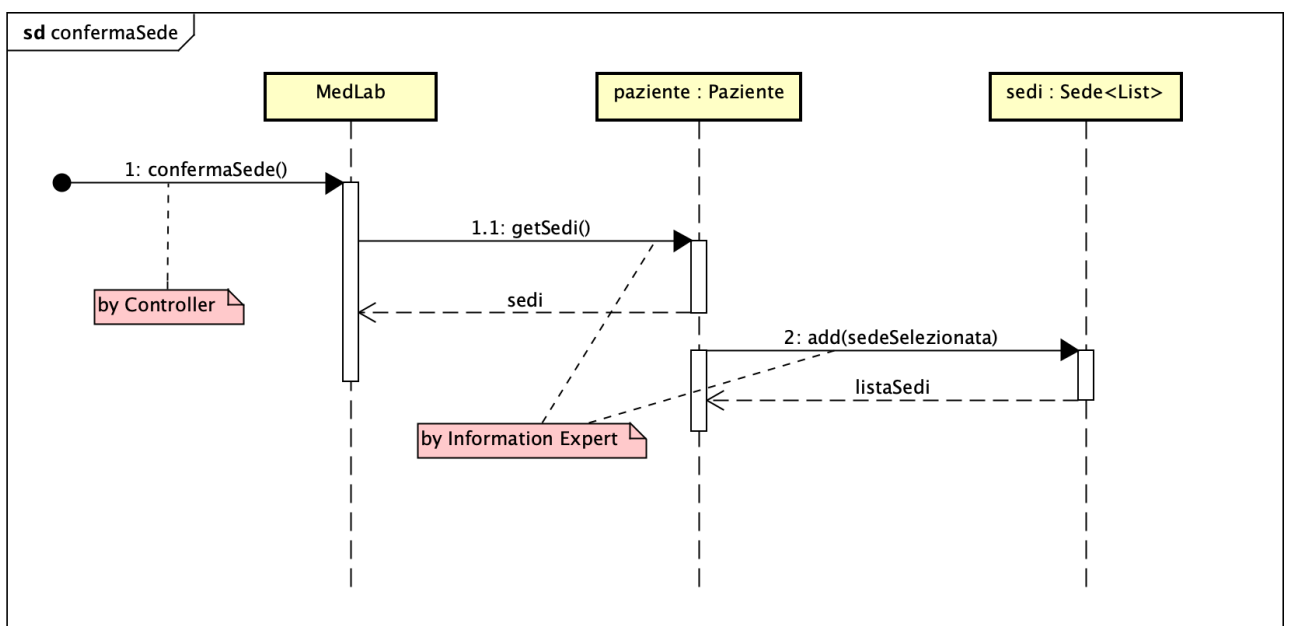 sd confermaSede
MedLab
paziente : Paziente
sedi : Sede<List>
1: confermaSede()
1.1: getSedi()
by Controller
sedi
2: add(sedeSelezionata)
listaSedi
by Information Expert